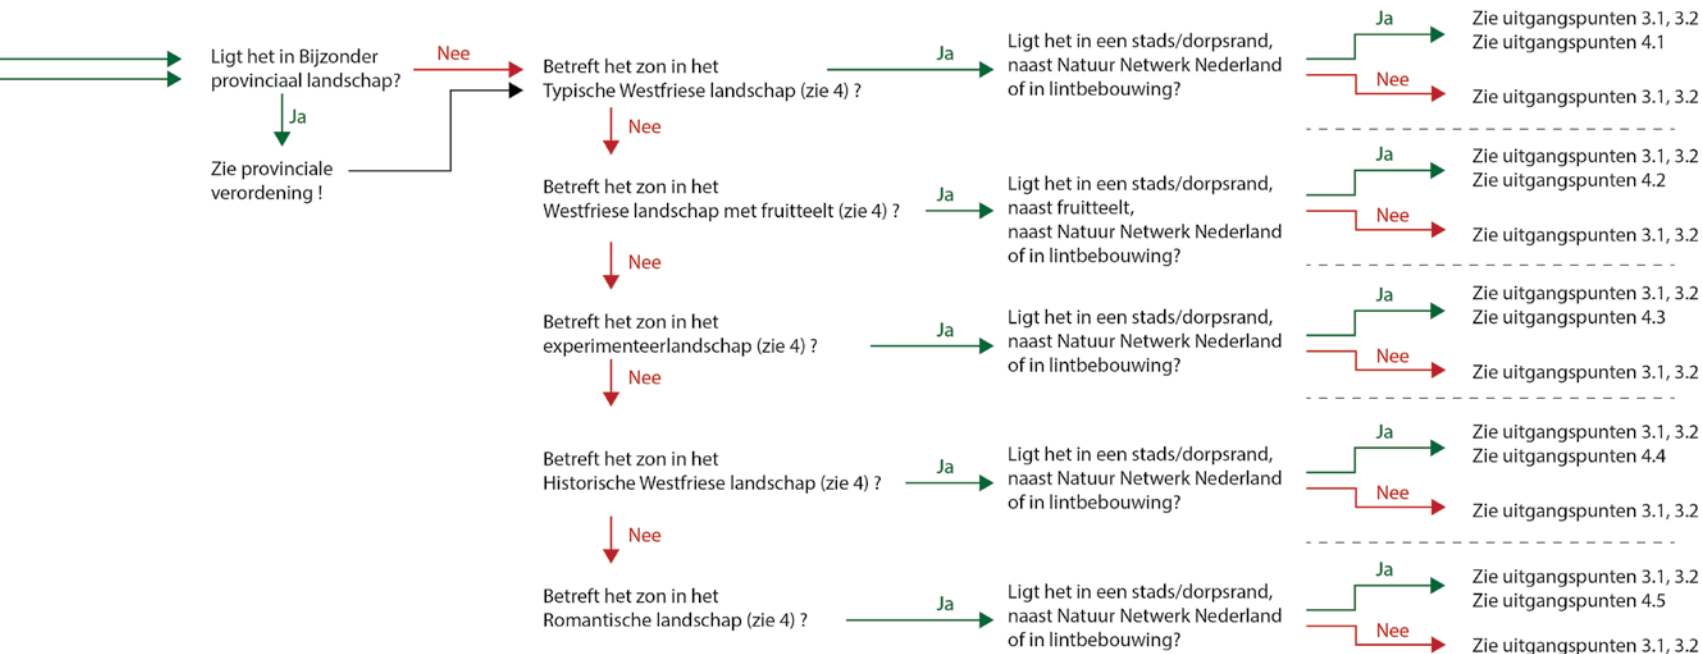 Ligt het in Bijzonder
provinciaal landschap?
Nee
Ja
Zie provinciale
verordening !
Betreft het zon in het
Typische Westfriese landschap (zie 4) ?
Ja
Nee
Ligt het in een stads/dorpsrand,
naast Natuur Netwerk Nederland
of in lintbebouwing?
Ja
Zie uitgangspunten 3.1, 3.2
Zie uitgangspunten 4.1
Nee
Zie uitgangspunten 3.1, 3.2
Betreft het zon in het
Westfriese landschap met fruitteelt (zie 4) ?
Ja
Nee
Ligt het in een stads/dorpsrand,
naast fruitteelt,
naast Natuur Netwerk Nederland
of in lintbebouwing?
Ja
Zie uitgangspunten 3.1, 3.2
Zie uitgangspunten 4.2
Nee
Zie uitgangspunten 3.1, 3.2
Betreft het zon in het
experimenteerlandschap (zie 4) ?
Ja
Nee
Ligt het in een stads/dorpsrand,
naast Natuur Netwerk Nederland
of in lintbebouwing?
Ja
Zie uitgangspunten 3.1, 3.2
Zie uitgangspunten 4.3
Nee
Zie uitgangspunten 3.1, 3.2
Betreft het zon in het
Historische Westfriese landschap (zie 4) ?
Ja
Nee
Ligt het in een stads/dorpsrand,
naast Natuur Netwerk Nederland
of in lintbebouwing?
Ja
Zie uitgangspunten 3.1, 3.2
Zie uitgangspunten 4.4
Nee
Zie uitgangspunten 3.1, 3.2
Betreft het zon in het
Romantische landschap (zie 4) ?
Ja
Ligt het in een stads/dorpsrand,
naast Natuur Netwerk Nederland
of in lintbebouwing?
Ja
Zie uitgangspunten 3.1, 3.2
Zie uitgangspunten 4.5
Nee
Zie uitgangspunten 3.1, 3.2